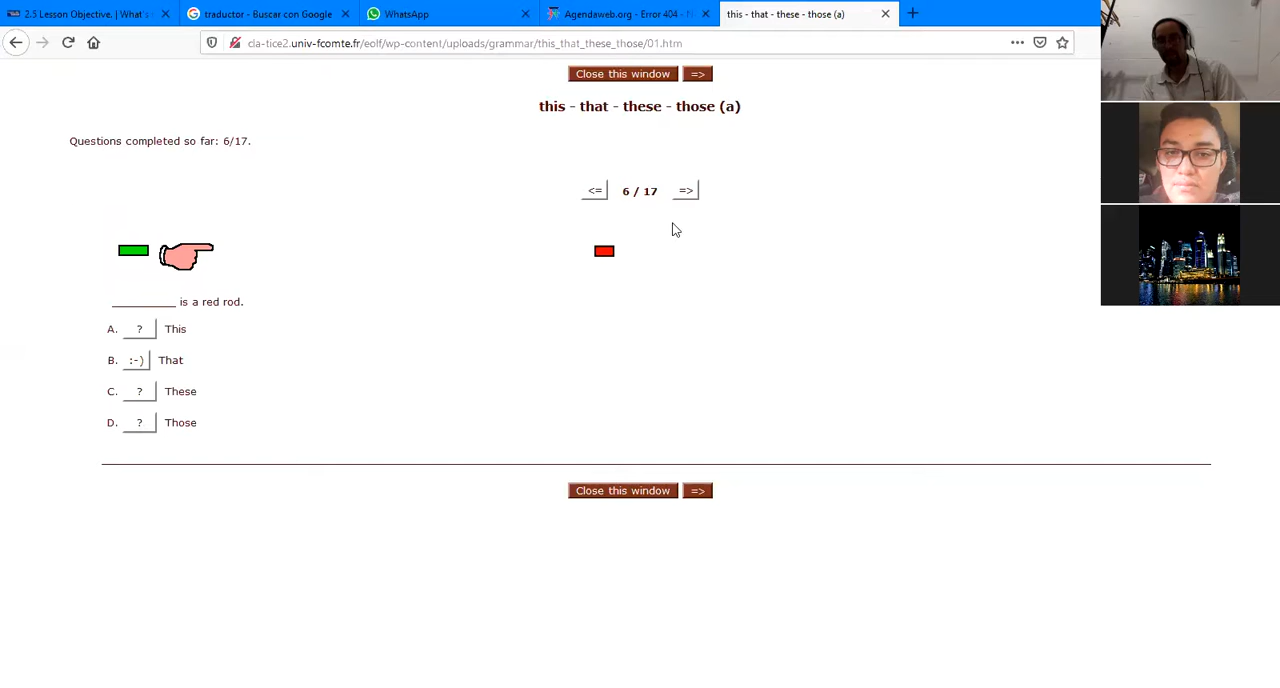 2.5 Lesson Objective. | What's
traductor - Buscar con Google
WhatsApp
Agendaweb.org - Error 404 - N
this - that - these - those (a)
cla-tice2.univ-fcomte.fr/eolf/wp-content/uploads/grammar/this_that_these_those/01.htm
Close this window =>
this - that - these - those (a)
Questions completed so far: 6/17.
<= 6 / 17 =>
__________ is a red rod.
A. ? This
B. :-) That
C. ? These
D. ? Those
Close this window =>